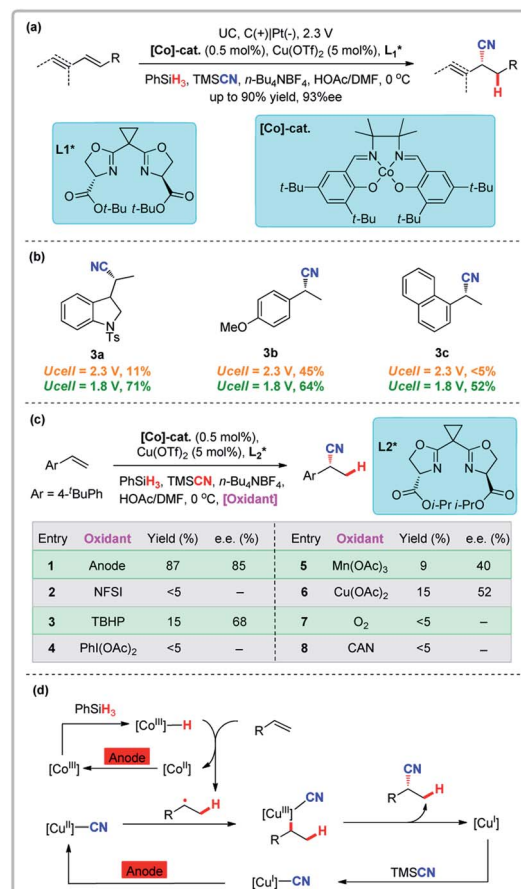 (a)
UC, C(+)|Pt(-), 2.3 V
[Co]-cat. (0.5 mol%), Cu(OTf)₂ (5 mol%), L₁*
PhSiH₃, TMSCN, n-Bu₄NBF₄, HOAc/DMF, 0 °C
up to 90% yield, 93%ee
R
CN
R
H
L1*
O
O
N
N
O
O
Ot-Bu
t-BuO
[Co]-cat.
N
N
Co
t-Bu
O
O
t-Bu
t-Bu
t-Bu
(b)
NC
N
Ts
3a
Ucell = 2.3 V, 11%
Ucell = 1.8 V, 71%
CN
MeO
3b
Ucell = 2.3 V, 45%
Ucell = 1.8 V, 64%
CN
3c
Ucell = 2.3 V, <5%
Ucell = 1.8 V, 52%
(c)
Ar
Ar = 4-ᵗBuPh
[Co]-cat. (0.5 mol%),
Cu(OTf)₂ (5 mol%), L₂*
PhSiH₃, TMSCN, n-Bu₄NBF₄,
HOAc/DMF, 0 °C, [Oxidant]
CN
Ar
H
L2*
O
O
N
N
O
O
Oi-Pr
i-PrO
Entry Oxidant Yield (%) e.e. (%) Entry Oxidant Yield (%) e.e. (%)
1 Anode 87 85 5 Mn(OAc)₃ 9 40
2 NFSI <5 – 6 Cu(OAc)₂ 15 52
3 TBHP 15 68 7 O₂ <5 –
4 PhI(OAc)₂ <5 – 8 CAN <5 –
(d)
PhSiH₃
[Coᴵᴵᴵ]—H
R
[Coᴵᴵᴵ]
Anode
[Coᴵᴵ]
[Cuᴵᴵ]—CN
R
H
[Cuᴵᴵᴵ]
CN
R
H
CN
R
H
[Cuᴵ]
Anode
[Cuᴵ]—CN
TMSCN